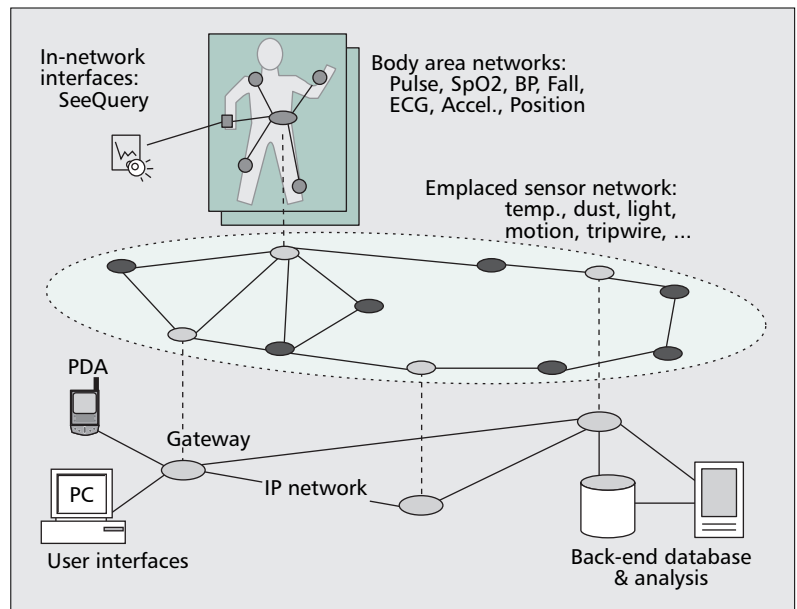 In-network
interfaces:
SeeQuery
Body area networks:
Pulse, SpO2, BP, Fall,
ECG, Accel., Position
Emplaced sensor network:
temp., dust, light,
motion, tripwire, ...
PDA
Gateway
PC
IP network
User interfaces
Back-end database
& analysis